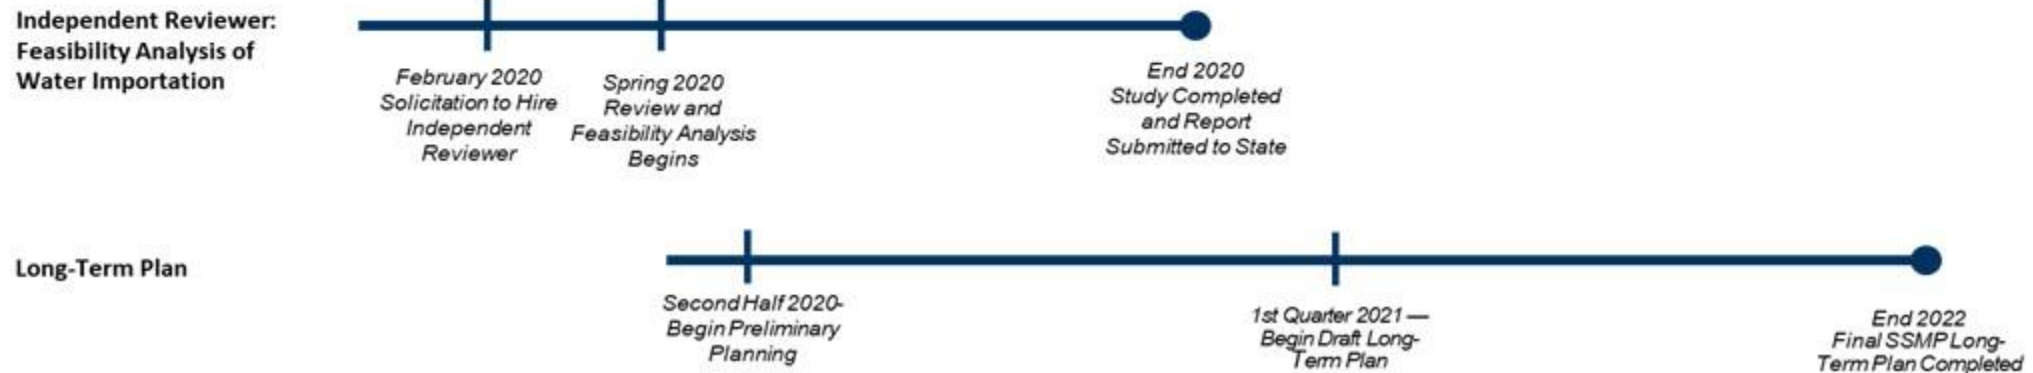 Independent Reviewer:
Feasibility Analysis of
Water Importation
February 2020
Solicitation to Hire
Independent
Reviewer
Spring 2020
Review and
Feasibility Analysis
Begins
End 2020
Study Completed
and Report
Submitted to State
Long-Term Plan
Second Half 2020-
Begin Preliminary
Planning
1st Quarter 2021 —
Begin Draft Long-
Term Plan
End 2022
Final SSMP Long-
Term Plan Completed